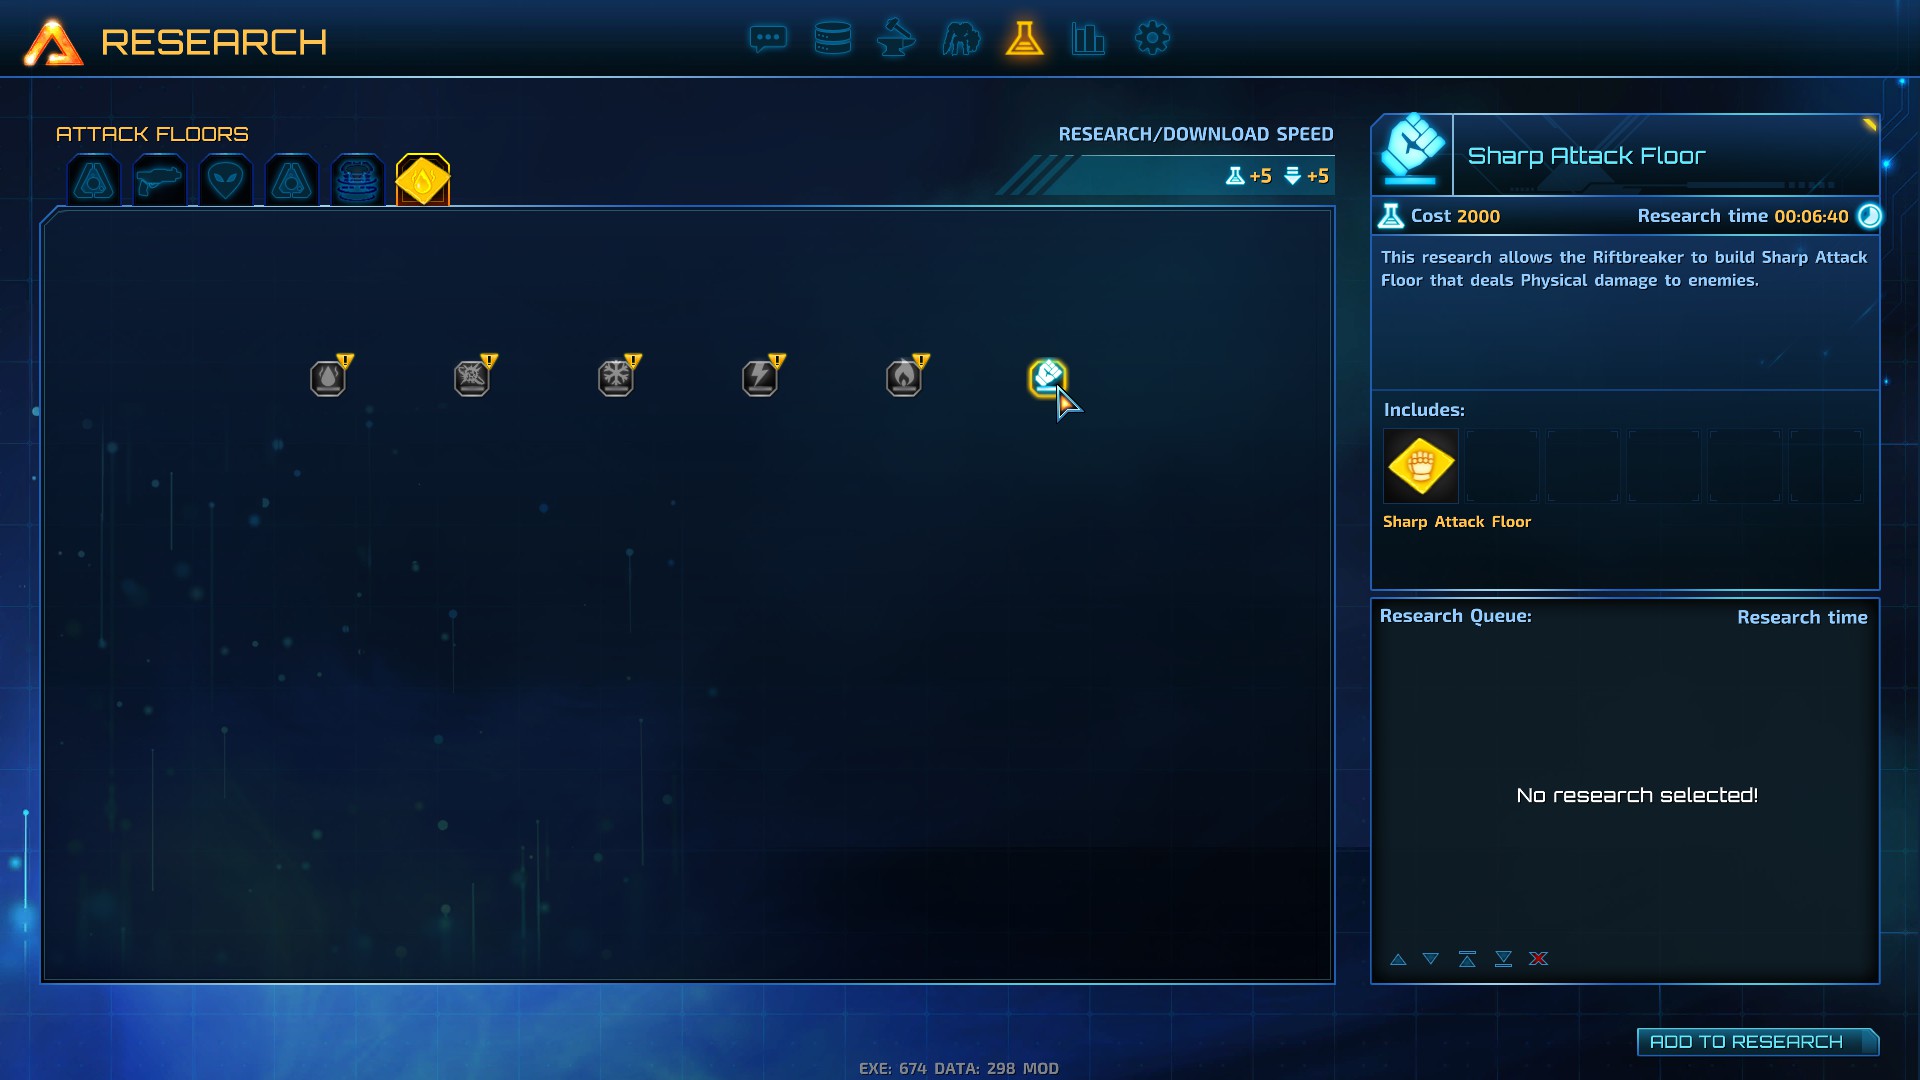 RESEARCH
ATTACK FLOORS
RESEARCH/DOWNLOAD SPEED
+5 +5
Sharp Attack Floor
Cost 2000 Research time 00:06:40
This research allows the Riftbreaker to build Sharp Attack
Floor that deals Physical damage to enemies.
Includes:
Sharp Attack Floor
Research Queue: Research time
No research selected!
ADD TO RESEARCH
EXE: 674 DATA: 298 MOD